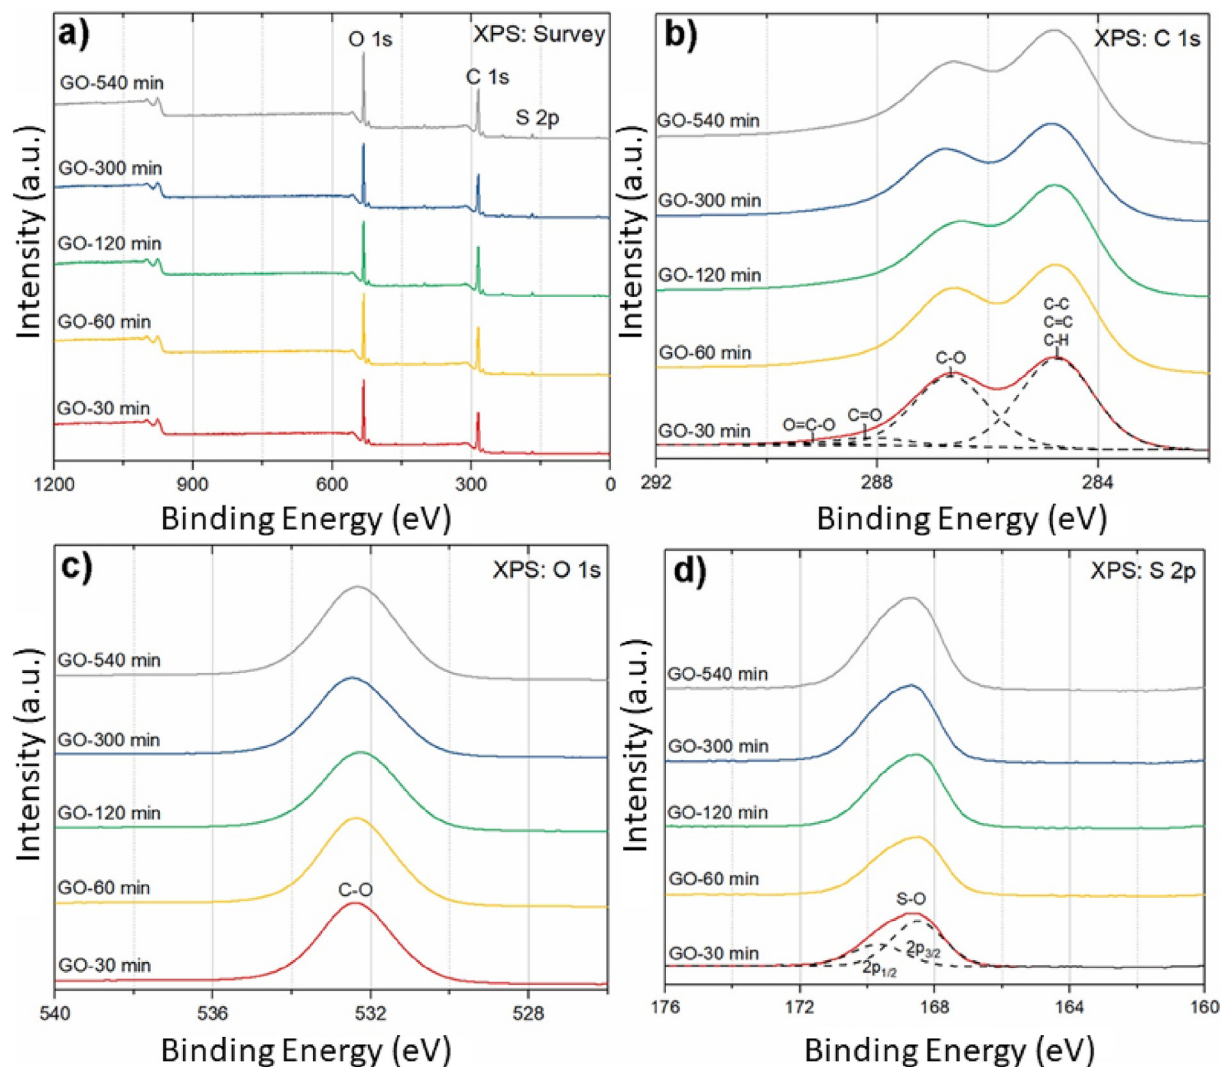 a)
XPS: Survey
O 1s
C 1s
S 2p
GO-540 min
GO-300 min
GO-120 min
GO-60 min
GO-30 min
1200
900
600
300
0
Intensity (a.u.)
Binding Energy (eV)
b)
XPS: C 1s
GO-540 min
GO-300 min
GO-120 min
GO-60 min
C-C
C=C
C-H
C-O
C=O
O=C-O
GO-30 min
292
288
284
Intensity (a.u.)
Binding Energy (eV)
c)
XPS: O 1s
GO-540 min
GO-300 min
GO-120 min
GO-60 min
C-O
GO-30 min
540
536
532
528
Intensity (a.u.)
Binding Energy (eV)
d)
XPS: S 2p
GO-540 min
GO-300 min
GO-120 min
GO-60 min
S-O
GO-30 min
2p3/2
2p1/2
176
172
168
164
160
Intensity (a.u.)
Binding Energy (eV)